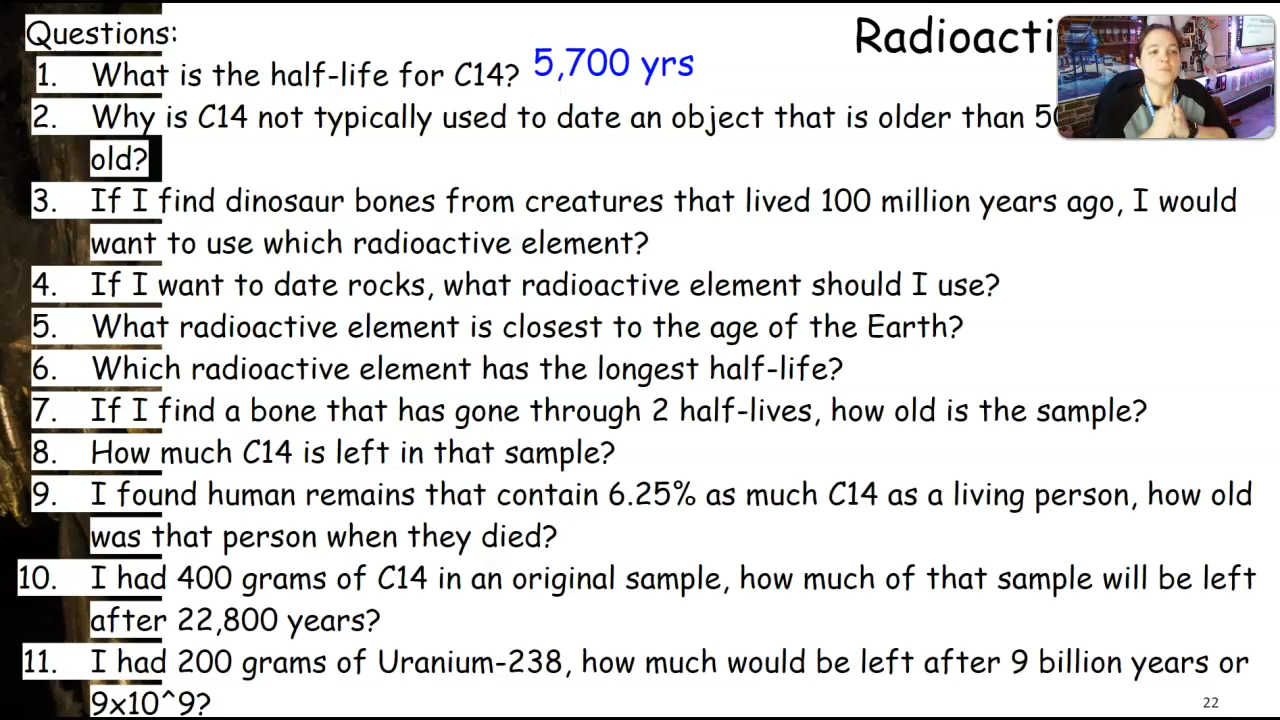 Questions:
Radioacti
1. What is the half-life for C14? 5,700 yrs
2. Why is C14 not typically used to date an object that is older than
old?
3. If I find dinosaur bones from creatures that lived 100 million years ago, I would
want to use which radioactive element?
4. If I want to date rocks, what radioactive element should I use?
5. What radioactive element is closest to the age of the Earth?
6. Which radioactive element has the longest half-life?
7. If I find a bone that has gone through 2 half-lives, how old is the sample?
8. How much C14 is left in that sample?
9. I found human remains that contain 6.25% as much C14 as a living person, how old
was that person when they died?
10. I had 400 grams of C14 in an original sample, how much of that sample will be left
after 22,800 years?
11. I had 200 grams of Uranium-238, how much would be left after 9 billion years or
9x10^9?
22